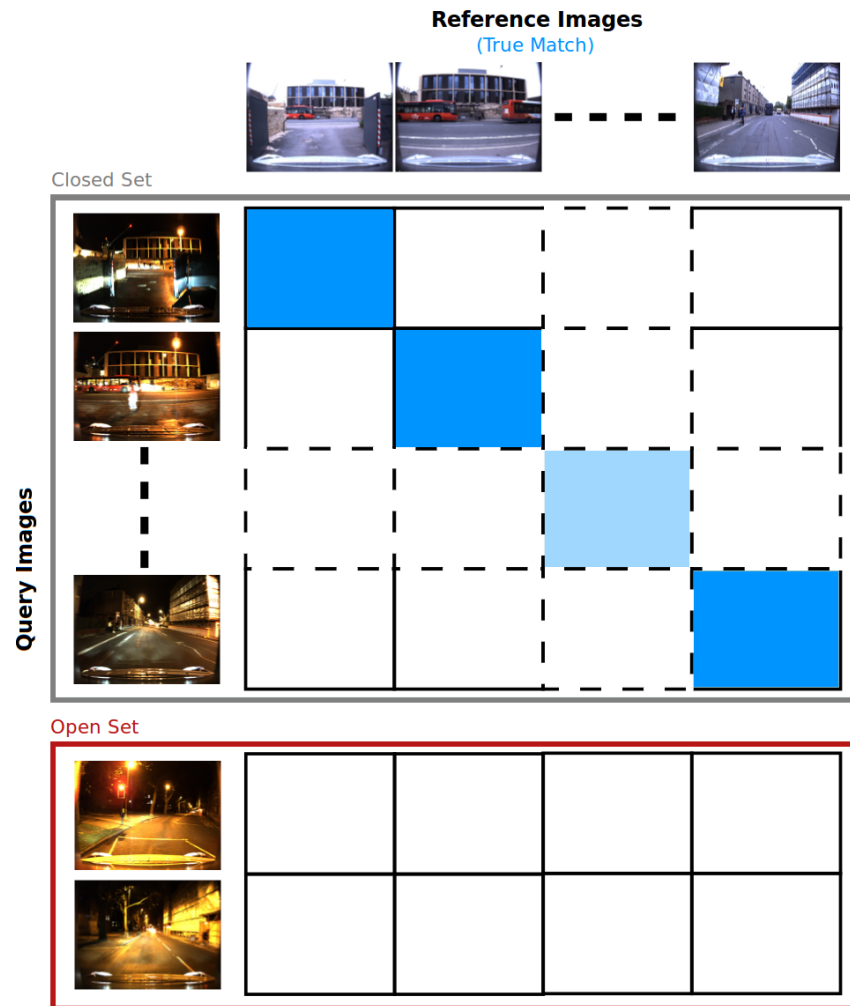 Reference Images
(True Match)
Closed Set
Query Images
Open Set